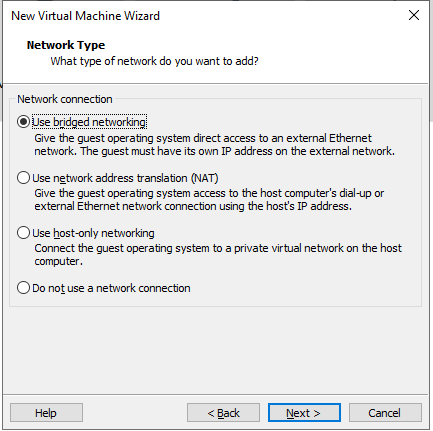 New Virtual Machine Wizard
Network Type
What type of network do you want to add?
Network connection
Use bridged networking
Give the guest operating system direct access to an external Ethernet
network. The guest must have its own IP address on the external network.
Use network address translation (NAT)
Give the guest operating system access to the host computer's dial-up or
external Ethernet network connection using the host's IP address.
Use host-only networking
Connect the guest operating system to a private virtual network on the host
computer.
Do not use a network connection
Help
< Back
Next >
Cancel